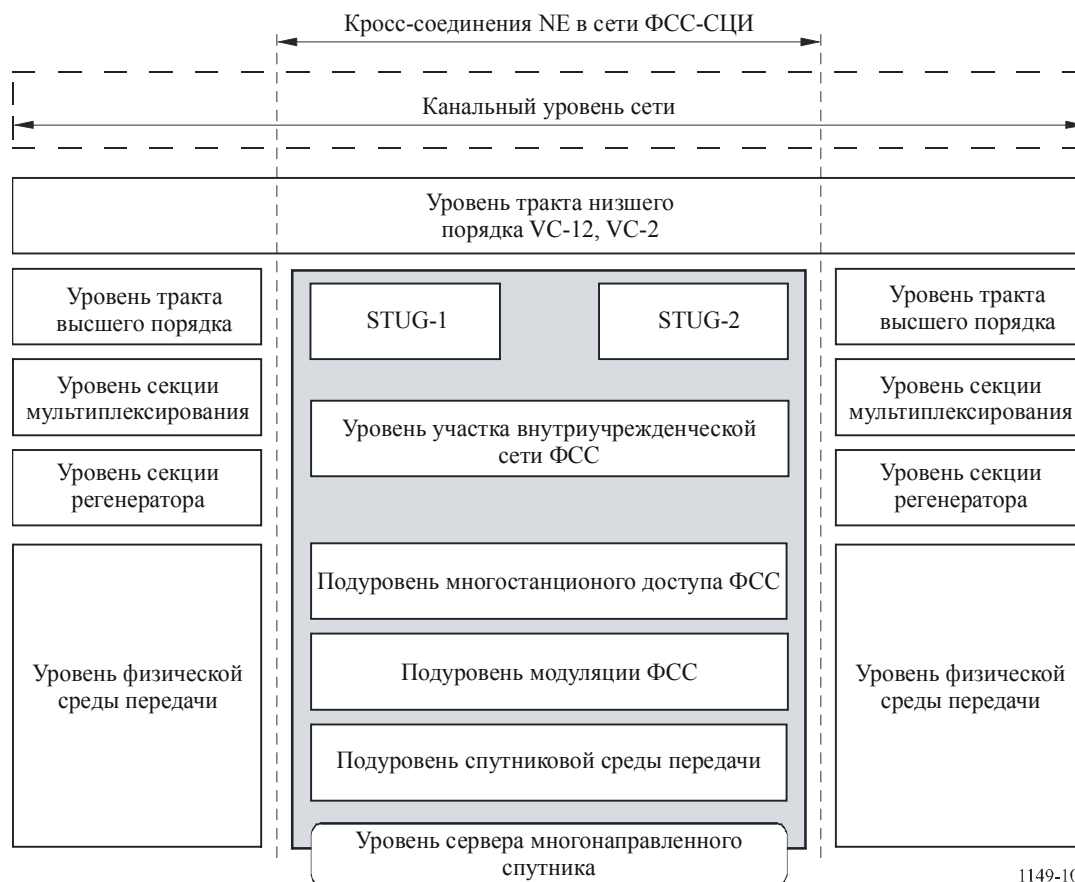 Кросс-соединения NE в сети ФСС-СЦИ
Канальный уровень сети
Уровень тракта низшего
порядка VC-12, VC-2
Уровень тракта
высшего порядка
STUG-1
STUG-2
Уровень тракта
высшего порядка
Уровень секции
мультиплексирования
Уровень участка внутриучрежденческой
сети ФСС
Уровень секции
мультиплексирования
Уровень секции
регенератора
Уровень секции
регенератора
Подуровень многостанционого доступа ФСС
Уровень физической
среды передачи
Подуровень модуляции ФСС
Уровень физической
среды передачи
Подуровень спутниковой среды передачи
Уровень сервера многонаправленного
спутника
1149-10